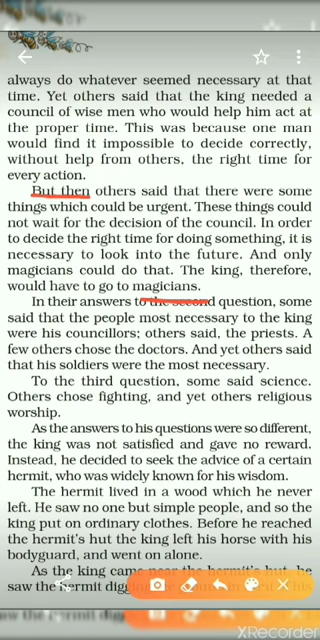 always do whatever seemed necessary at that
time. Yet others said that the king needed a
council of wise men who would help him act at
the proper time. This was because one man
would find it impossible to decide correctly,
without help from others, the right time for
every action.
But then others said that there were some
things which could be urgent. These things could
not wait for the decision of the council. In order
to decide the right time for doing something, it is
necessary to look into the future. And only
magicians could do that. The king, therefore,
would have to go to magicians.
In their answers to the second question, some
said that the people most necessary to the king
were his councillors; others said, the priests. A
few others chose the doctors. And yet others said
that his soldiers were the most necessary.
To the third question, some said science.
Others chose fighting, and yet others religious
worship.
As the answers to his questions were so different,
the king was not satisfied and gave no reward.
Instead, he decided to seek the advice of a certain
hermit, who was widely known for his wisdom.
The hermit lived in a wood which he never
left. He saw no one but simple people, and so the
king put on ordinary clothes. Before he reached
the hermit's hut the king left his horse with his
bodyguard, and went on alone.
As the king came near the hermit's hut, he
saw the hermit
XRecorder